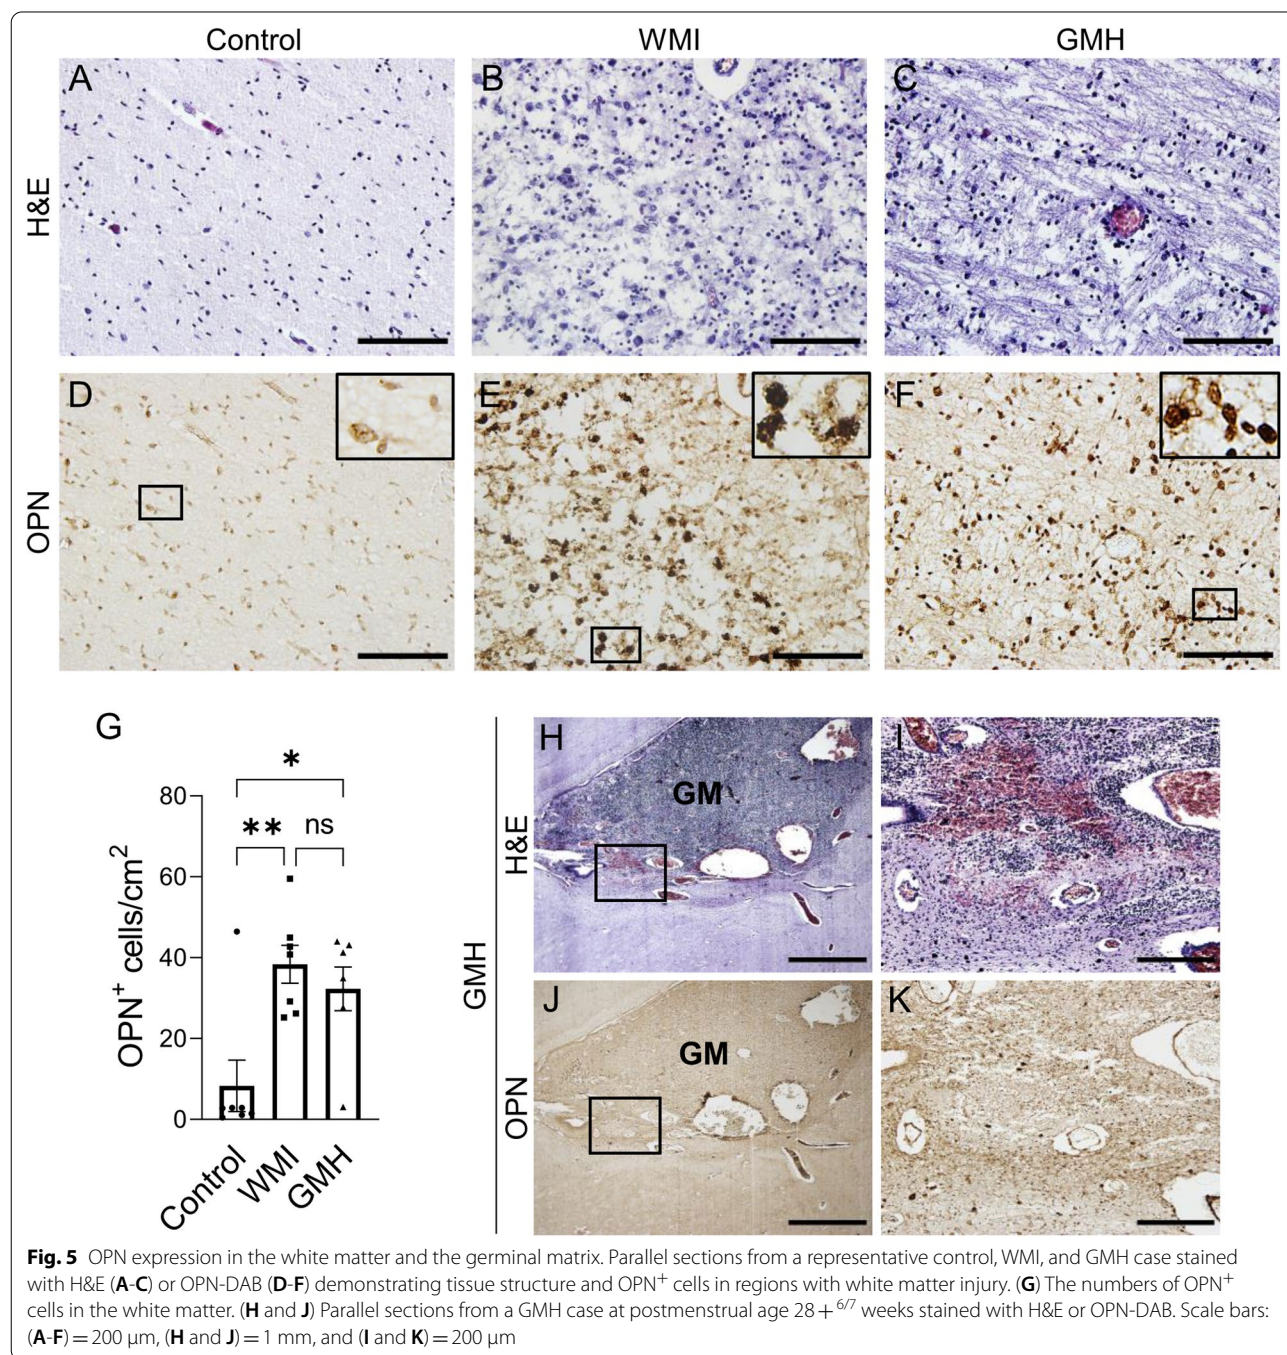 Control WMI GMH
A B C
H&E
D E F
OPN
G
* 
** ns
80
60
40
20
0
OPN⁺ cells/cm²
Control WMI GMH
GMH
H I
GM
H&E
J K
GM
OPN
Fig. 5 OPN expression in the white matter and the germinal matrix. Parallel sections from a representative control, WMI, and GMH case stained
with H&E (A-C) or OPN-DAB (D-F) demonstrating tissue structure and OPN⁺ cells in regions with white matter injury. (G) The numbers of OPN⁺
cells in the white matter. (H and J) Parallel sections from a GMH case at postmenstrual age 28 + ⁶/⁷ weeks stained with H&E or OPN-DAB. Scale bars:
(A-F) = 200 µm, (H and J) = 1 mm, and (I and K) = 200 µm